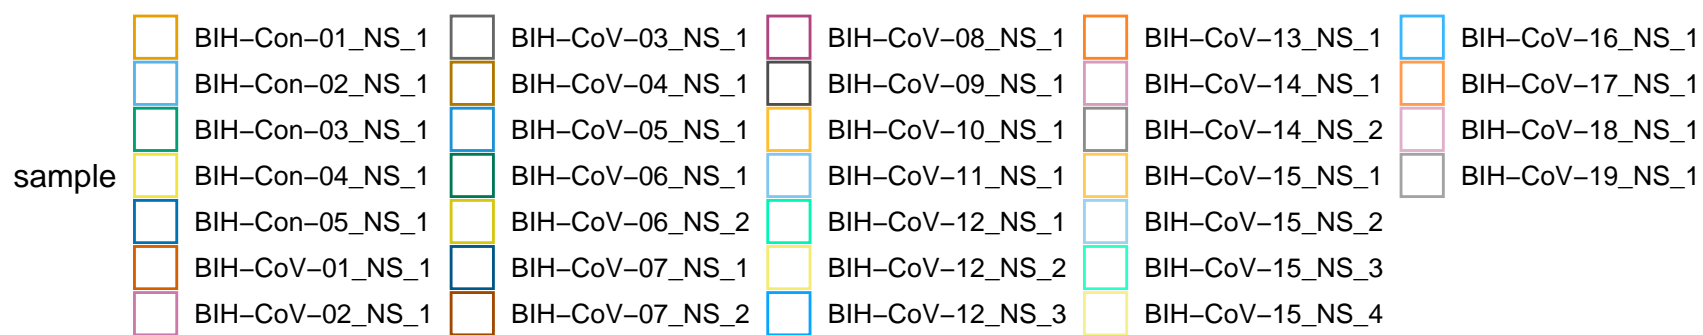 BIH−Con−01_NS_1 BIH−CoV−03_NS_1 BIH−CoV−08_NS_1 BIH−CoV−13_NS_1 BIH−CoV−16_NS_1
BIH−Con−02_NS_1 BIH−CoV−04_NS_1 BIH−CoV−09_NS_1 BIH−CoV−14_NS_1 BIH−CoV−17_NS_1
BIH−Con−03_NS_1 BIH−CoV−05_NS_1 BIH−CoV−10_NS_1 BIH−CoV−14_NS_2 BIH−CoV−18_NS_1
sample BIH−Con−04_NS_1 BIH−CoV−06_NS_1 BIH−CoV−11_NS_1 BIH−CoV−15_NS_1 BIH−CoV−19_NS_1
BIH−Con−05_NS_1 BIH−CoV−06_NS_2 BIH−CoV−12_NS_1 BIH−CoV−15_NS_2
BIH−CoV−01_NS_1 BIH−CoV−07_NS_1 BIH−CoV−12_NS_2 BIH−CoV−15_NS_3
BIH−CoV−02_NS_1 BIH−CoV−07_NS_2 BIH−CoV−12_NS_3 BIH−CoV−15_NS_4